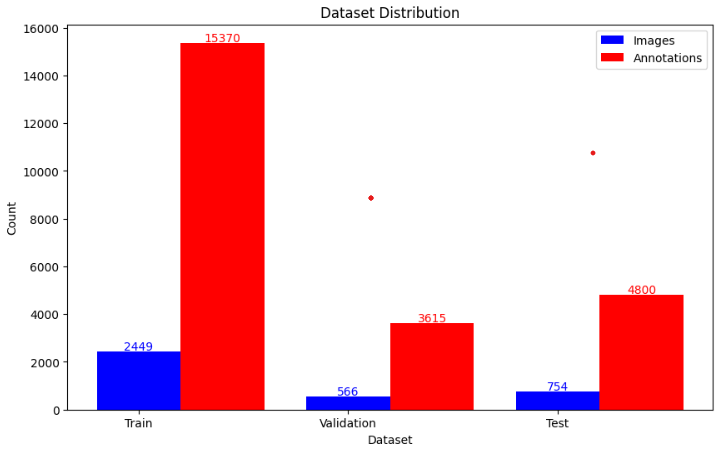 Dataset Distribution
Images
Annotations
16000
14000
12000
10000
8000
6000
4000
2000
0
Count
15370
2449
3615
566
4800
754
Train
Validation
Test
Dataset